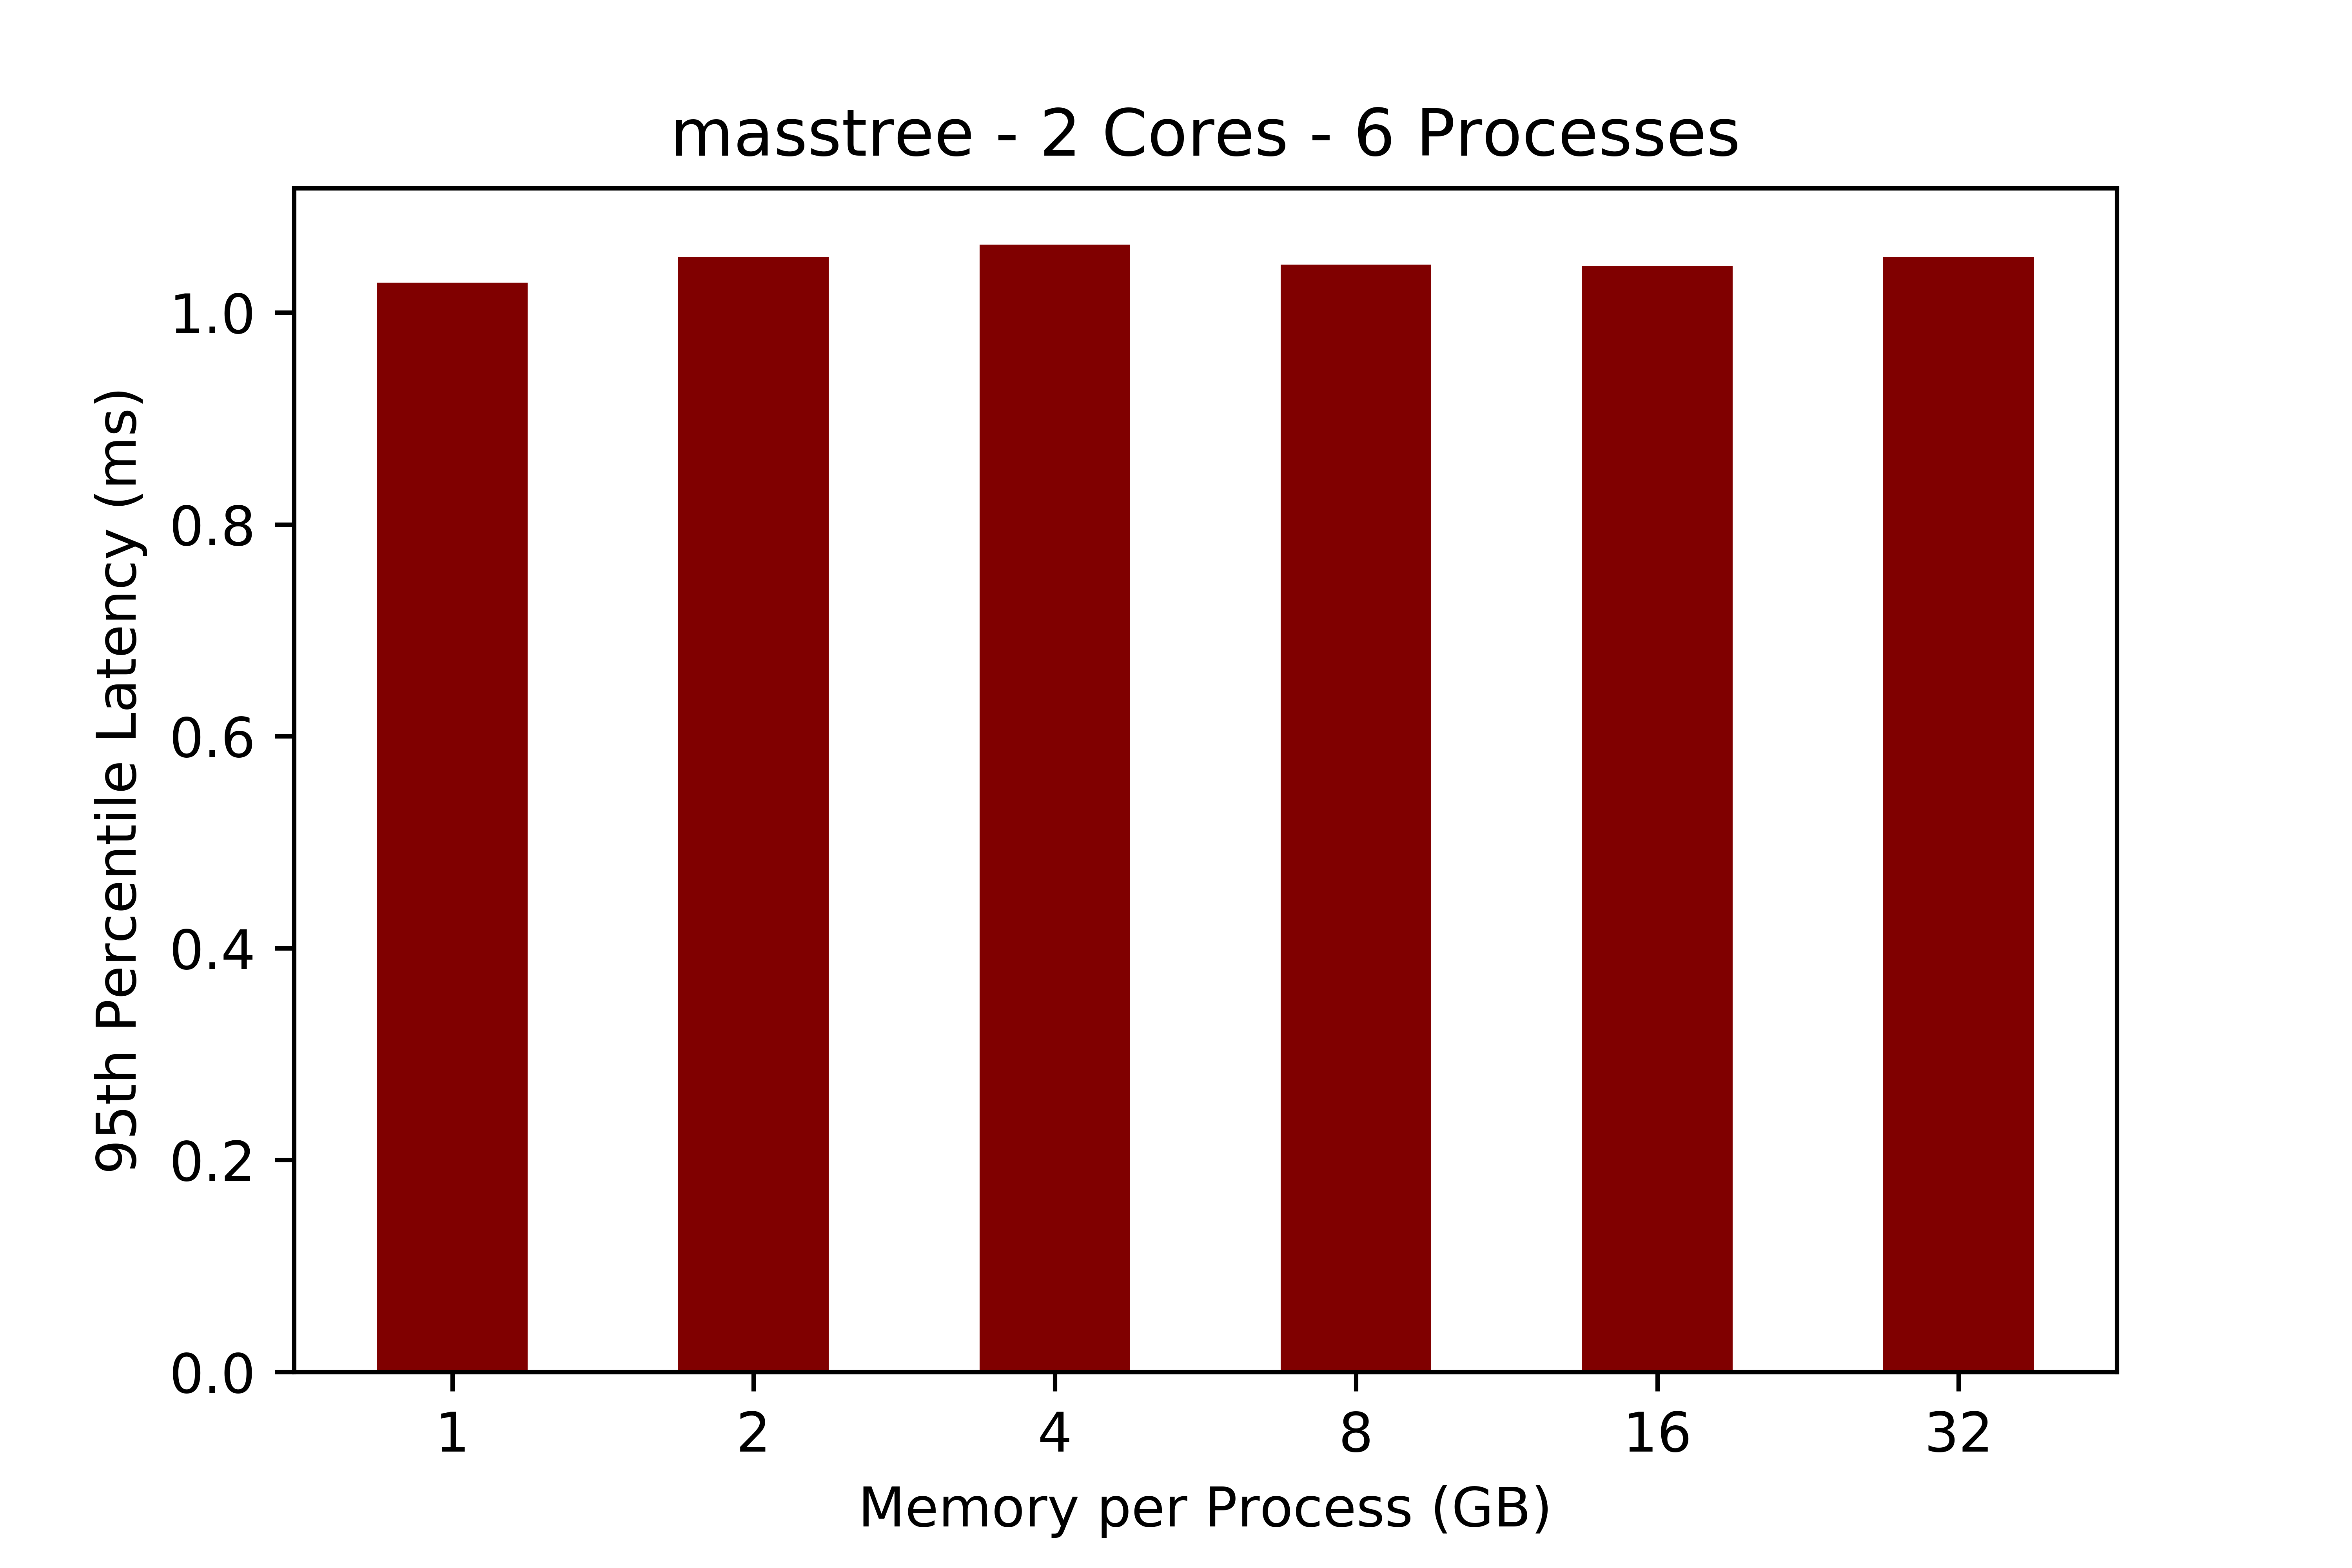 masstree - 2 Cores - 6 Processes
95th Percentile Latency (ms)
1.0
0.8
0.6
0.4
0.2
0.0
1 2 4 8 16 32
Memory per Process (GB)